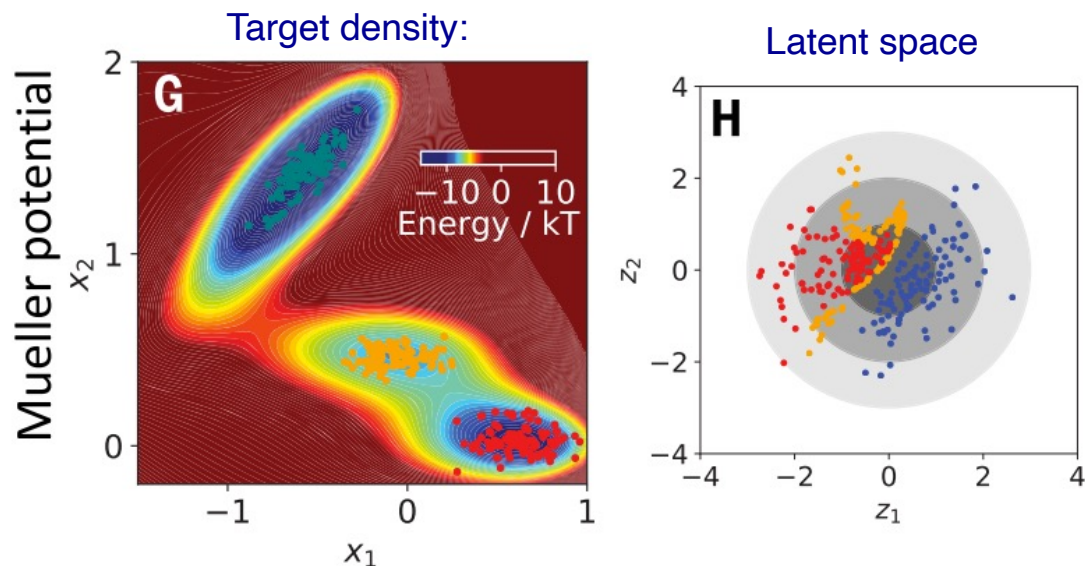 Target density:
Latent space
Mueller potential
G
2
1
0
x₂
−1 0 1
x₁
−10 0 10
Energy / kT
H
4
2
0
−2
−4
z₂
−4 −2 0 2 4
z₁